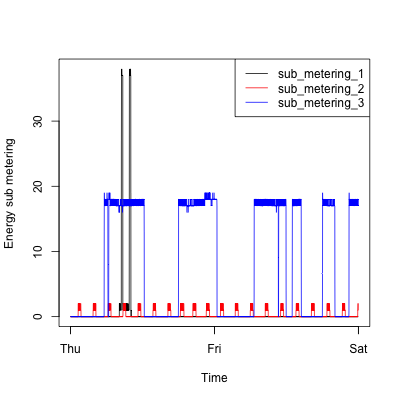 sub_metering_1
sub_metering_2
sub_metering_3
Energy sub metering
30
20
10
0
Thu Fri Sat
Time